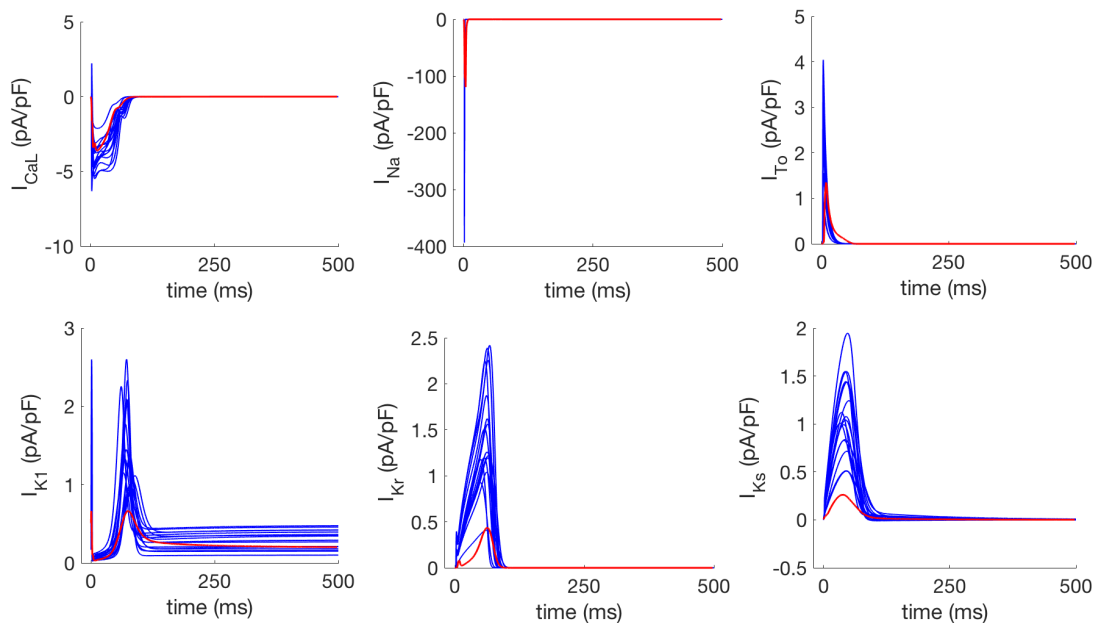 I_CaL (pA/pF)
5
0
-5
-10
0 250 500
time (ms)
I_Na (pA/pF)
0
-100
-200
-300
-400
0 250 500
time (ms)
I_To (pA/pF)
5
4
3
2
1
0
0 250 500
time (ms)
I_K1 (pA/pF)
3
2
1
0
0 250 500
time (ms)
I_Kr (pA/pF)
2.5
2
1.5
1
0.5
0
0 250 500
time (ms)
I_Ks (pA/pF)
2
1.5
1
0.5
0
-0.5
0 250 500
time (ms)